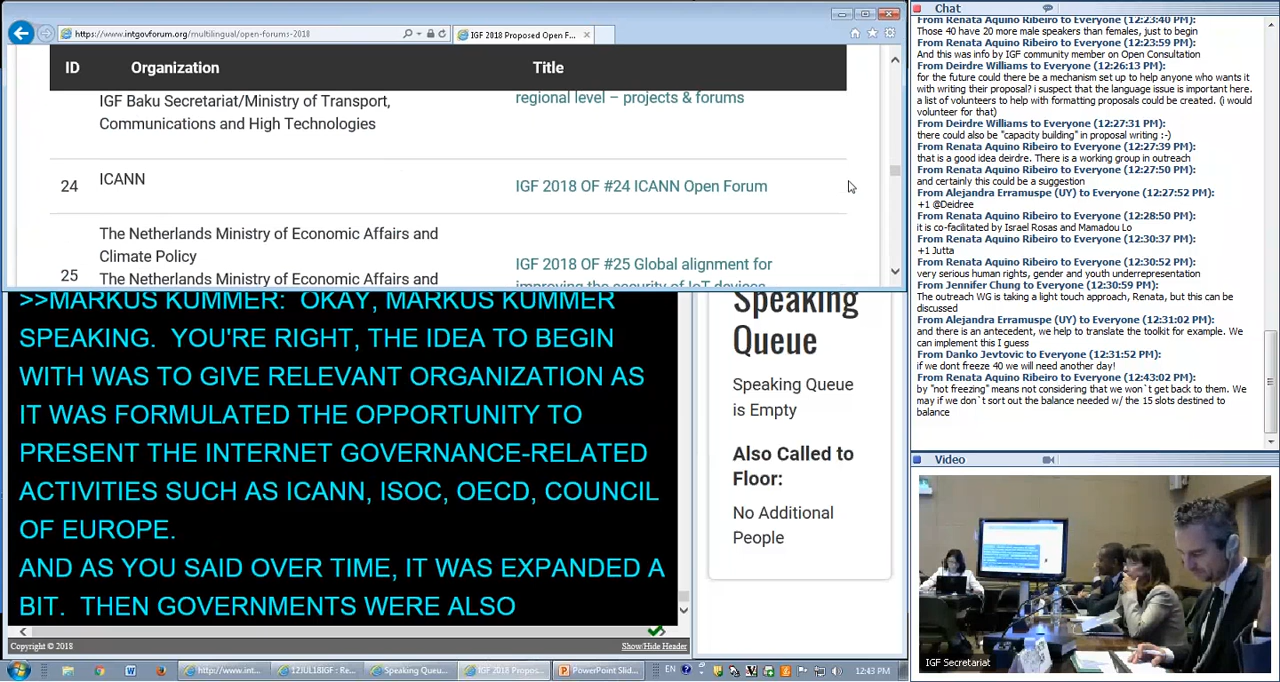 https://www.intgovforum.org/multilingual/open-forums-2018
IGF 2018 Proposed Open F...
ID Organization Title
IGF Baku Secretariat/Ministry of Transport,
Communications and High Technologies
regional level – projects & forums
24 ICANN IGF 2018 OF #24 ICANN Open Forum
The Netherlands Ministry of Economic Affairs and
Climate Policy
The Netherlands Ministry of Economic Affairs and
25 IGF 2018 OF #25 Global alignment for
improving the security of IoT devices
>>MARKUS KUMMER: OKAY, MARKUS KUMMER
SPEAKING. YOU'RE RIGHT, THE IDEA TO BEGIN
WITH WAS TO GIVE RELEVANT ORGANIZATION AS
IT WAS FORMULATED THE OPPORTUNITY TO
PRESENT THE INTERNET GOVERNANCE-RELATED
ACTIVITIES SUCH AS ICANN, ISOC, OECD, COUNCIL
OF EUROPE.
AND AS YOU SAID OVER TIME, IT WAS EXPANDED A
BIT. THEN GOVERNMENTS WERE ALSO
Copyright © 2018
Show/Hide Header
Speaking
Queue
Speaking Queue
is Empty
Also Called to
Floor:
No Additional
People
Chat
From Renata Aquino Ribeiro to Everyone (12:23:40 PM):
Those 40 have 20 more male speakers than females, just to begin
From Renata Aquino Ribeiro to Everyone (12:23:59 PM):
And this was info by IGF community member on Open Consultation
From Deirdre Williams to Everyone (12:26:13 PM):
for the future could there be a mechanism set up to help anyone who wants it
with writing their proposal? i suspect that the language issue is important here.
a list of volunteers to help with formatting proposals could be created. (i would
volunteer for that)
From Deirdre Williams to Everyone (12:27:31 PM):
there could also be "capacity building" in proposal writing :-)
From Renata Aquino Ribeiro to Everyone (12:27:39 PM):
that is a good idea deirdre. There is a working group in outreach
From Renata Aquino Ribeiro to Everyone (12:27:50 PM):
and certainly this could be a suggestion
From Alejandra Erramuspe (UY) to Everyone (12:27:52 PM):
+1 @Deidree
From Renata Aquino Ribeiro to Everyone (12:28:50 PM):
it is co-facilitated by Israel Rosas and Mamadou Lo
From Renata Aquino Ribeiro to Everyone (12:30:37 PM):
+1 Jutta
From Renata Aquino Ribeiro to Everyone (12:30:52 PM):
very serious human rights, gender and youth underrepresentation
From Jennifer Chung to Everyone (12:30:59 PM):
The outreach WG is taking a light touch approach, Renata, but this can be
discussed
From Alejandra Erramuspe (UY) to Everyone (12:31:02 PM):
and there is an antecedent, we help to translate the toolkit for example. We
can implement this I guess
From Danko Jevtovic to Everyone (12:31:52 PM):
if we dont freeze 40 we will need another day!
From Renata Aquino Ribeiro to Everyone (12:43:02 PM):
by "not freezing" means not considering that we won`t get back to them. We
may if we don`t sort out the balance needed w/ the 15 slots destined to
balance
Video
IGF Secretariat
http://www.int...
12JUL18IGF : Re...
Speaking Queu...
IGF 2018 Propos...
PowerPoint Slid...
EN
12:43 PM